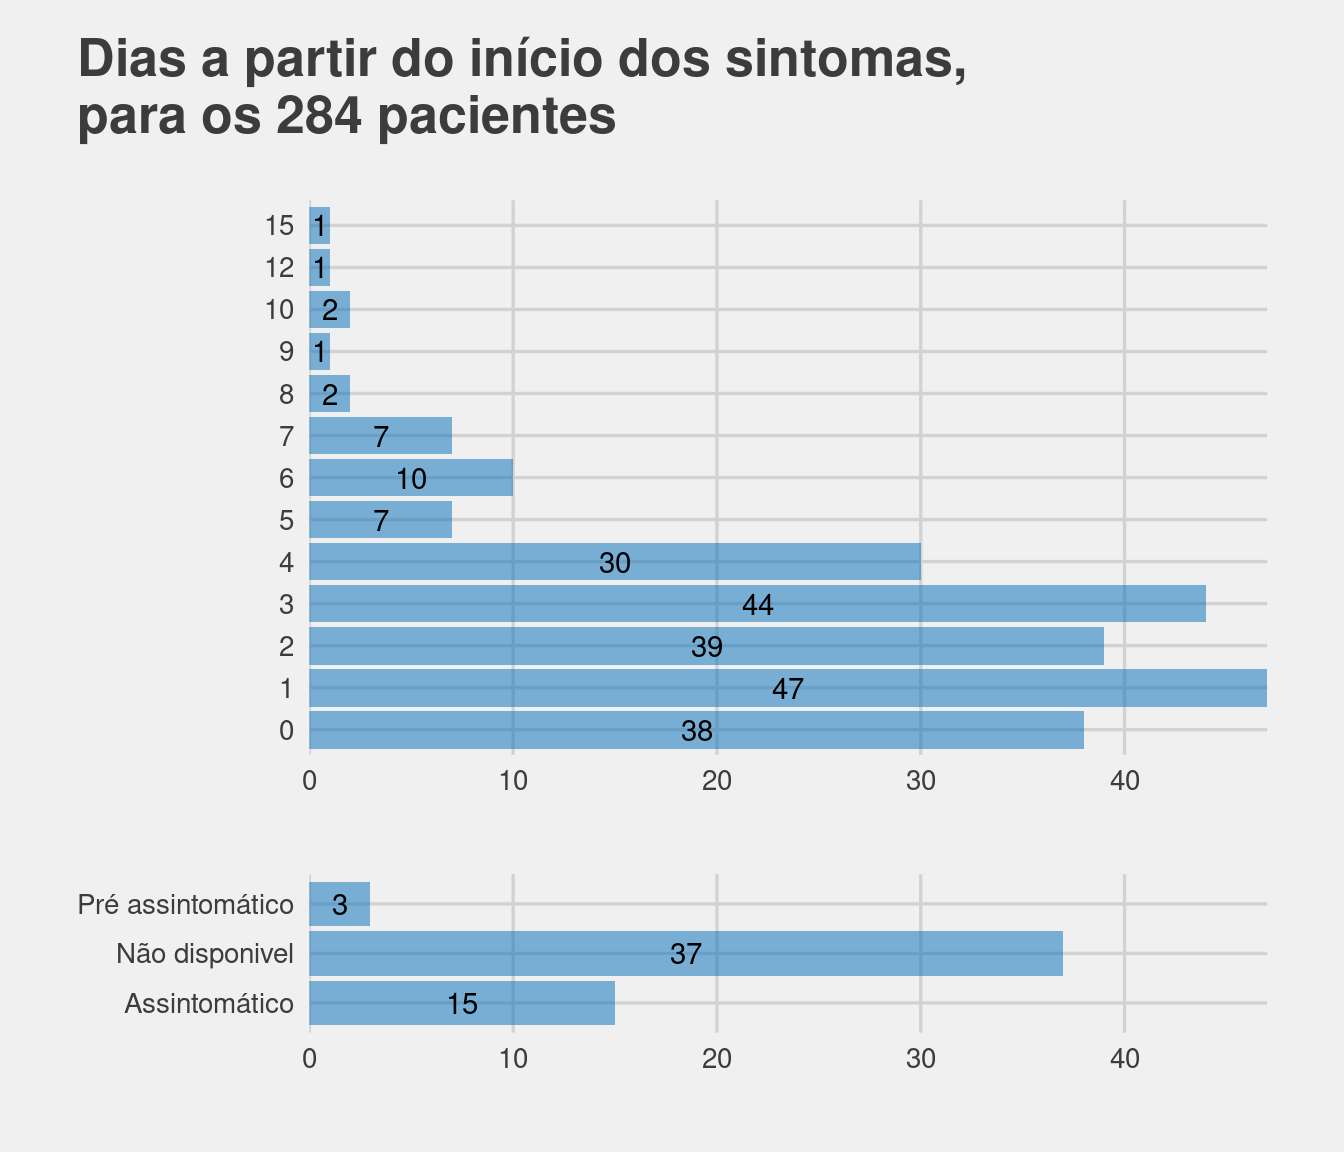 Dias a partir do início dos sintomas,
para os 284 pacientes
15 1
12 1
10 2
9 1
8 2
7 7
6 10
5 7
4 30
3 44
2 39
1 47
0 38
0 10 20 30 40
Pré assintomático 3
Não disponivel 37
Assintomático 15
0 10 20 30 40